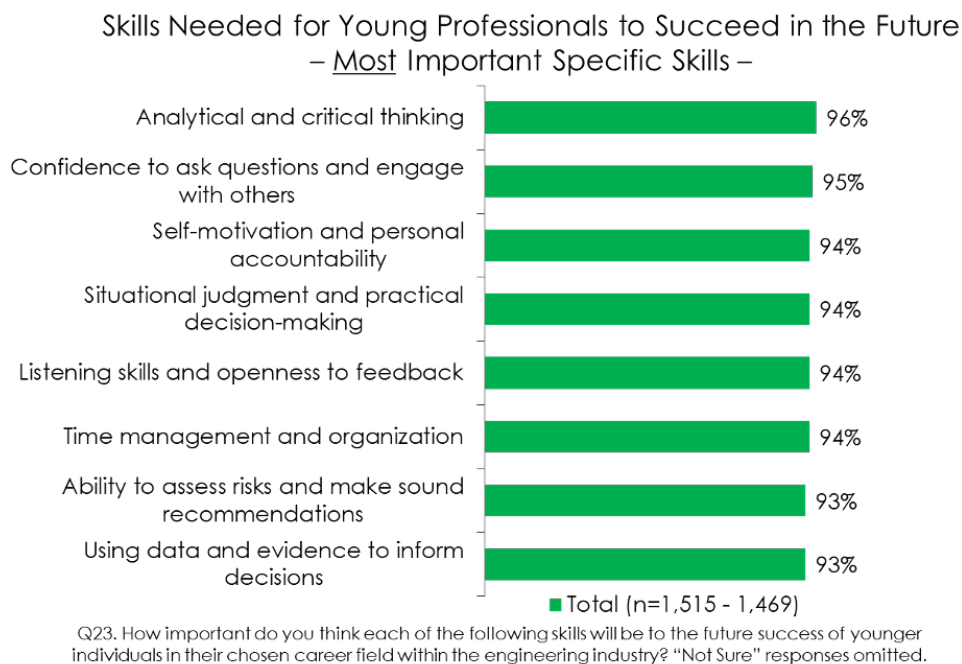 Skills Needed for Young Professionals to Succeed in the Future
– Most Important Specific Skills –
Analytical and critical thinking
96%
Confidence to ask questions and engage
with others
95%
Self-motivation and personal
accountability
94%
Situational judgment and practical
decision-making
94%
Listening skills and openness to feedback
94%
Time management and organization
94%
Ability to assess risks and make sound
recommendations
93%
Using data and evidence to inform
decisions
93%
Total (n=1,515 - 1,469)
Q23. How important do you think each of the following skills will be to the future success of younger
individuals in their chosen career field within the engineering industry? “Not Sure” responses omitted.